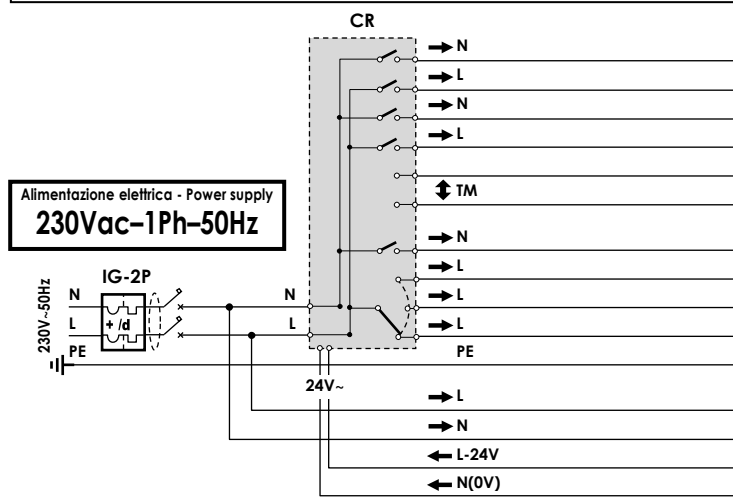 CR
N
L
N
L
TM
Alimentazione elettrica - Power supply
230Vac–1Ph–50Hz
N
L
IG-2P
230V~50Hz
N
N
L
L
+ /d
L
L
PE
PE
24V~
L
N
L-24V
N(0V)